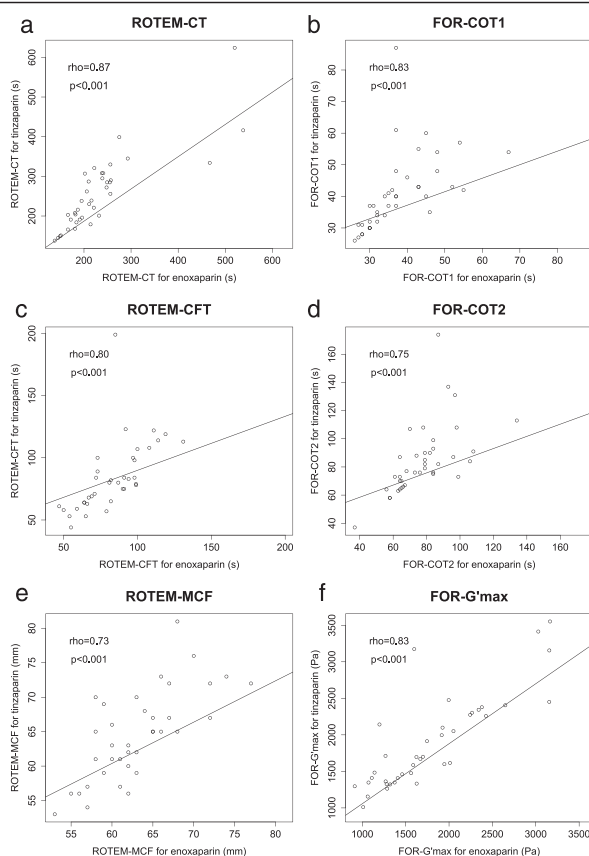 a
ROTEM-CT
rho=0.87
p<0.001
ROTEM-CT for tinzaparin (s)
600
500
400
300
200
200 300 400 500 600
ROTEM-CT for enoxaparin (s)
b
FOR-COT1
rho=0.83
p<0.001
FOR-COT1 for tinzaparin (s)
80
70
60
50
40
30
30 40 50 60 70 80
FOR-COT1 for enoxaparin (s)
c
ROTEM-CFT
rho=0.80
p<0.001
ROTEM-CFT for tinzaparin (s)
200
150
100
50
50 100 150 200
ROTEM-CFT for enoxaparin (s)
d
FOR-COT2
rho=0.75
p<0.001
FOR-COT2 for tinzaparin (s)
160
140
120
100
80
60
40
40 60 80 100 120 140 160
FOR-COT2 for enoxaparin (s)
e
ROTEM-MCF
rho=0.73
p<0.001
ROTEM-MCF for tinzaparin (mm)
80
75
70
65
60
55
55 60 65 70 75 80
ROTEM-MCF for enoxaparin (mm)
f
FOR-G'max
rho=0.83
p<0.001
FOR-G'max for tinzaparin (Pa)
3500
3000
2500
2000
1500
1000
1000 1500 2000 2500 3000 3500
FOR-G'max for enoxaparin (Pa)